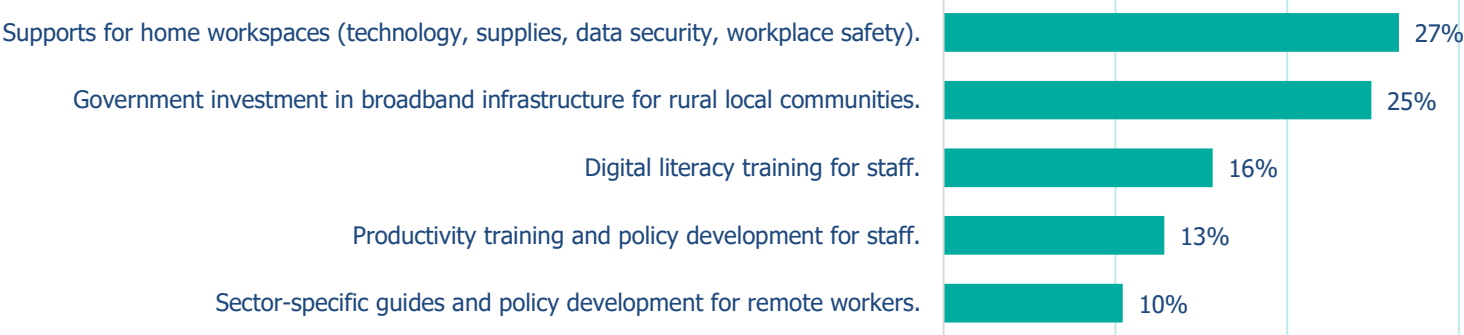 Supports for home workspaces (technology, supplies, data security, workplace safety). 27%
Government investment in broadband infrastructure for rural local communities. 25%
Digital literacy training for staff. 16%
Productivity training and policy development for staff. 13%
Sector-specific guides and policy development for remote workers. 10%